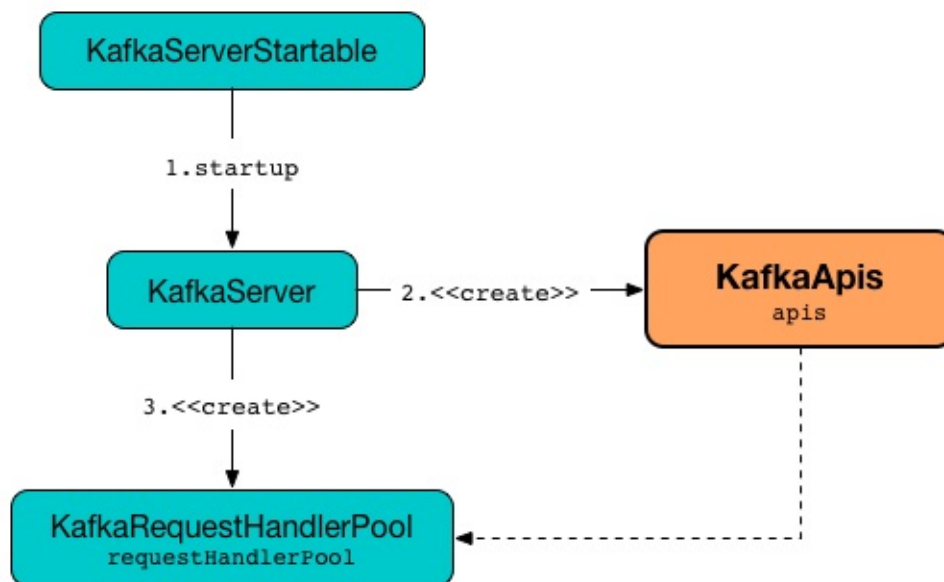 KafkaServerStartable
1.startup
KafkaServer
2.<<create>>
KafkaApis
apis
3.<<create>>
KafkaRequestHandlerPool
requestHandlerPool